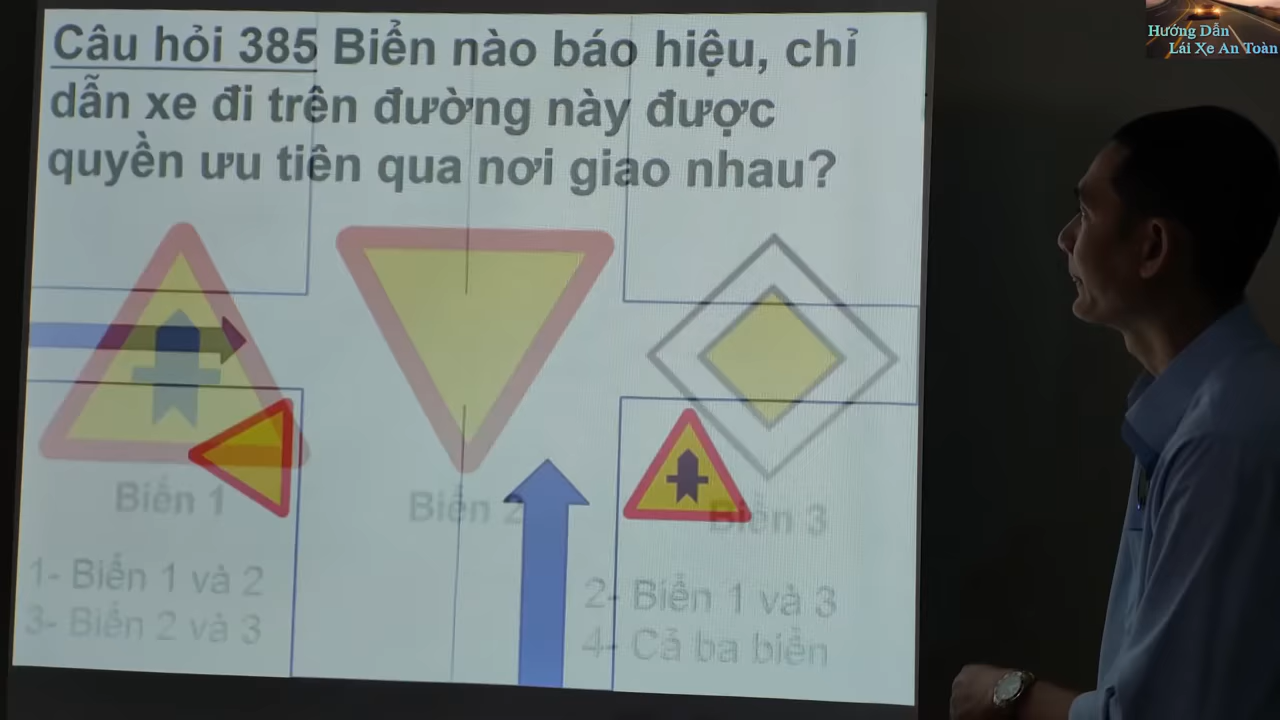 Câu hỏi 385 Biển nào báo hiệu, chỉ
dẫn xe đi trên đường này được
quyền ưu tiên qua nơi giao nhau?
Biển 1
Biển 2
Biển 3
1- Biển 1 và 2
2- Biển 1 và 3
3- Biển 2 và 3
4- Cả ba biển
Hướng Dẫn
Lái Xe An Toàn